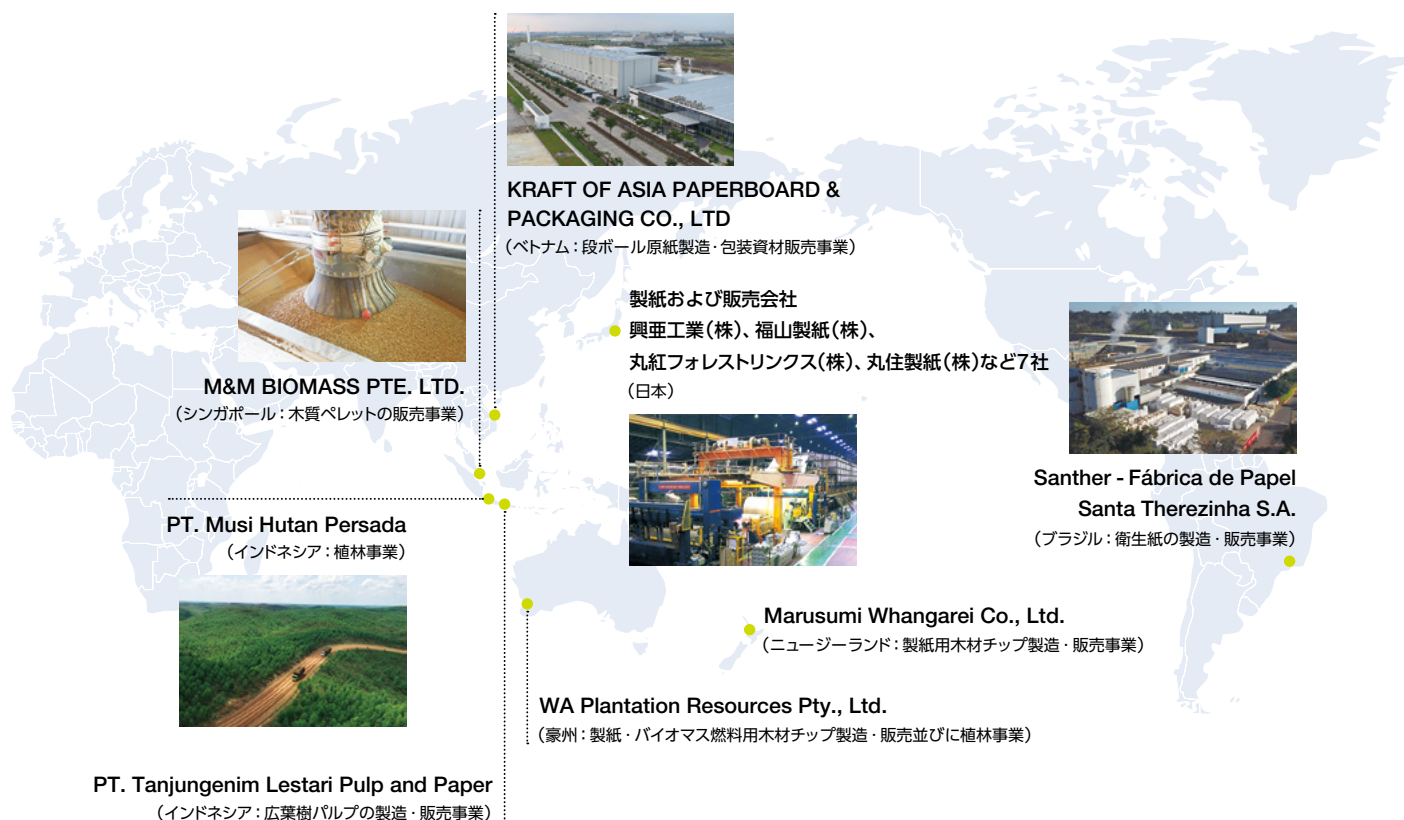 KRAFT OF ASIA PAPERBOARD &
PACKAGING CO., LTD
（ベトナム：段ボール原紙製造・包装資材販売事業）
製紙および販売会社
興亜工業（株）、福山製紙（株）、
丸紅フォレストリンクス（株）、丸住製紙（株）など7社
（日本）
M&M BIOMASS PTE. LTD.
（シンガポール：木質ペレットの販売事業）
Santher - Fábrica de Papel
Santa Therezinha S.A.
（ブラジル：衛生紙の製造・販売事業）
PT. Musi Hutan Persada
（インドネシア：植林事業）
Marusumi Whangarei Co., Ltd.
（ニュージーランド：製紙用木材チップ製造・販売事業）
WA Plantation Resources Pty., Ltd.
（豪州：製紙・バイオマス燃料用木材チップ製造・販売並びに植林事業）
PT. Tanjungenim Lestari Pulp and Paper
（インドネシア：広葉樹パルプの製造・販売事業）